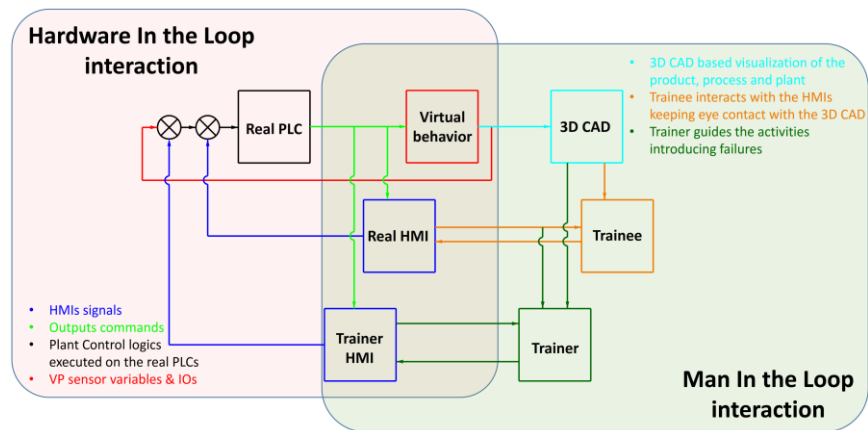 Hardware In the Loop
interaction
• 3D CAD based visualization of the
product, process and plant
• Trainee interacts with the HMIs
keeping eye contact with the 3D CAD
• Trainer guides the activities
introducing failures
Real PLC
Virtual
behavior
3D CAD
Real HMI
Trainee
Trainer
HMI
Trainer
• HMIs signals
• Outputs commands
• Plant Control logics
executed on the real PLCs
• VP sensor variables & IOs
Man In the Loop
interaction